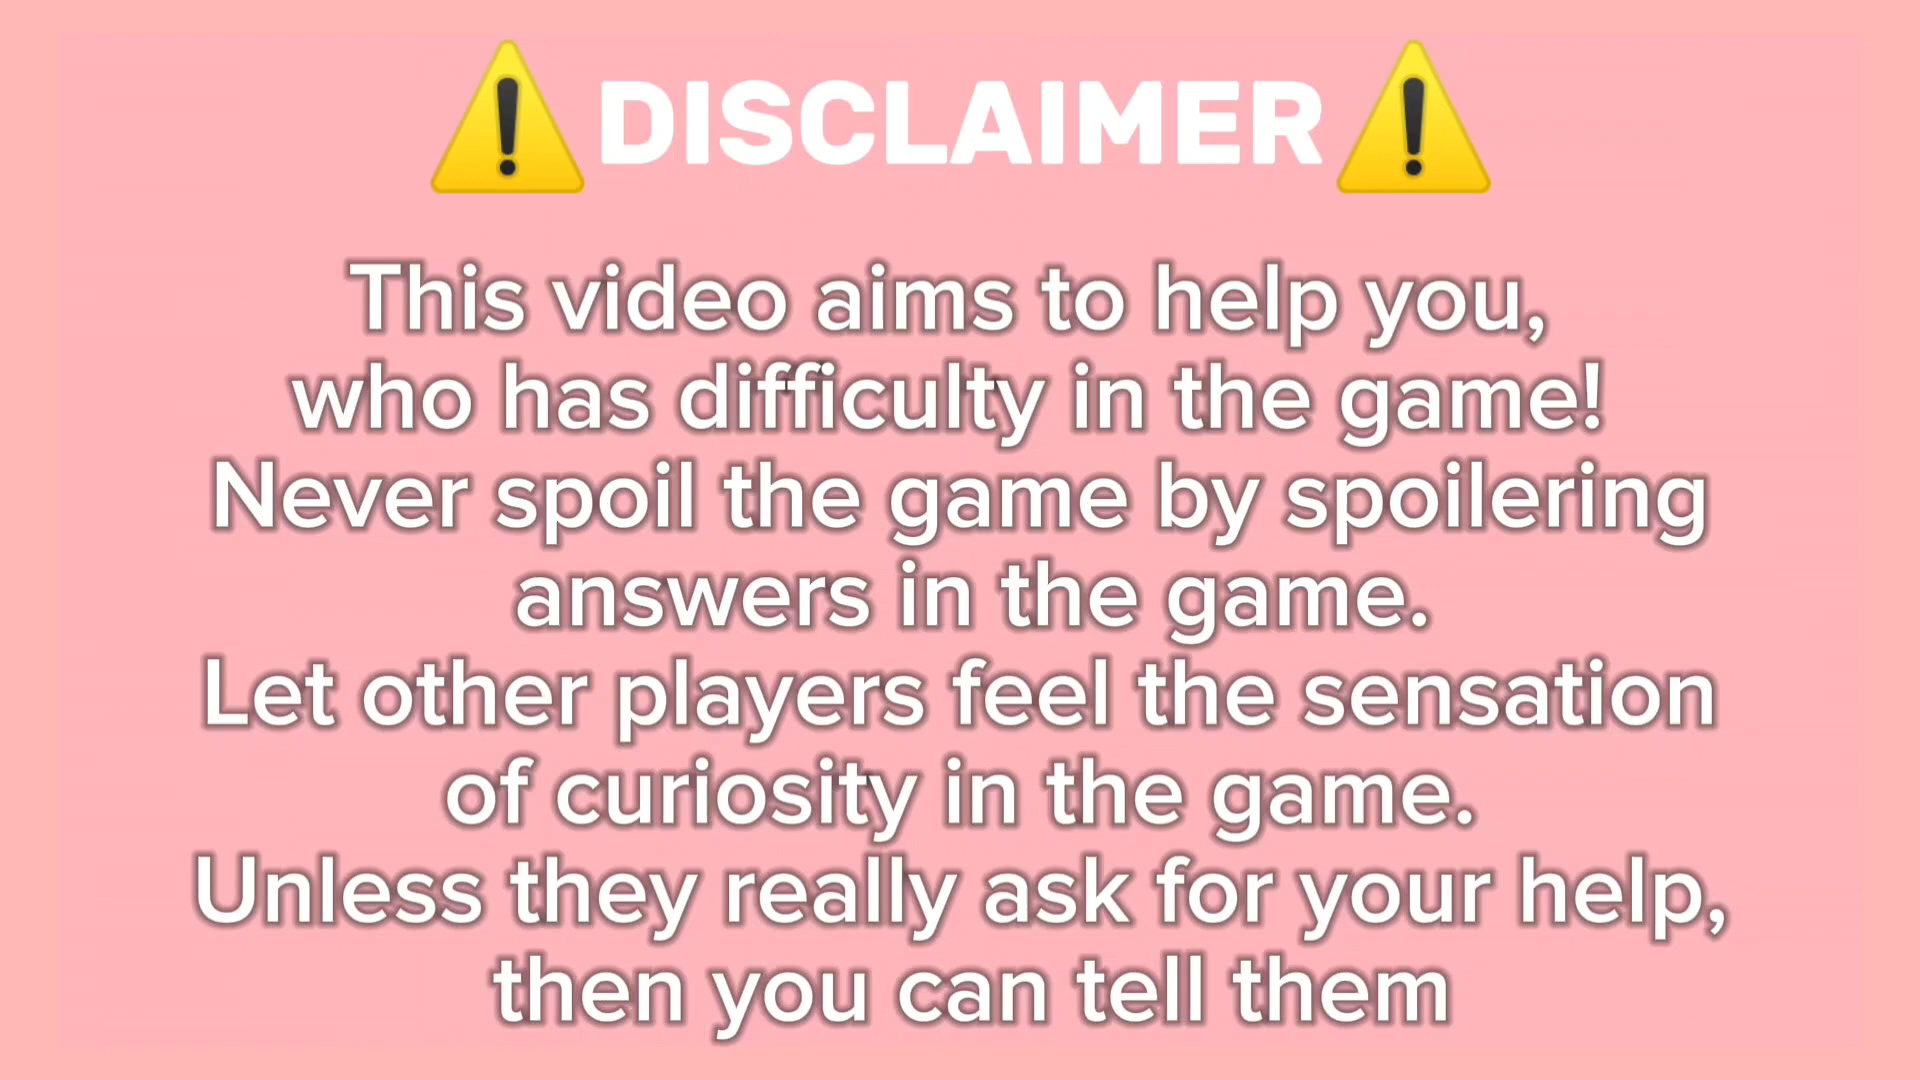 ⚠️DISCLAIMER⚠️
This video aims to help you,
who has difficulty in the game!
Never spoil the game by spoilering
answers in the game.
Let other players feel the sensation
of curiosity in the game.
Unless they really ask for your help,
then you can tell them